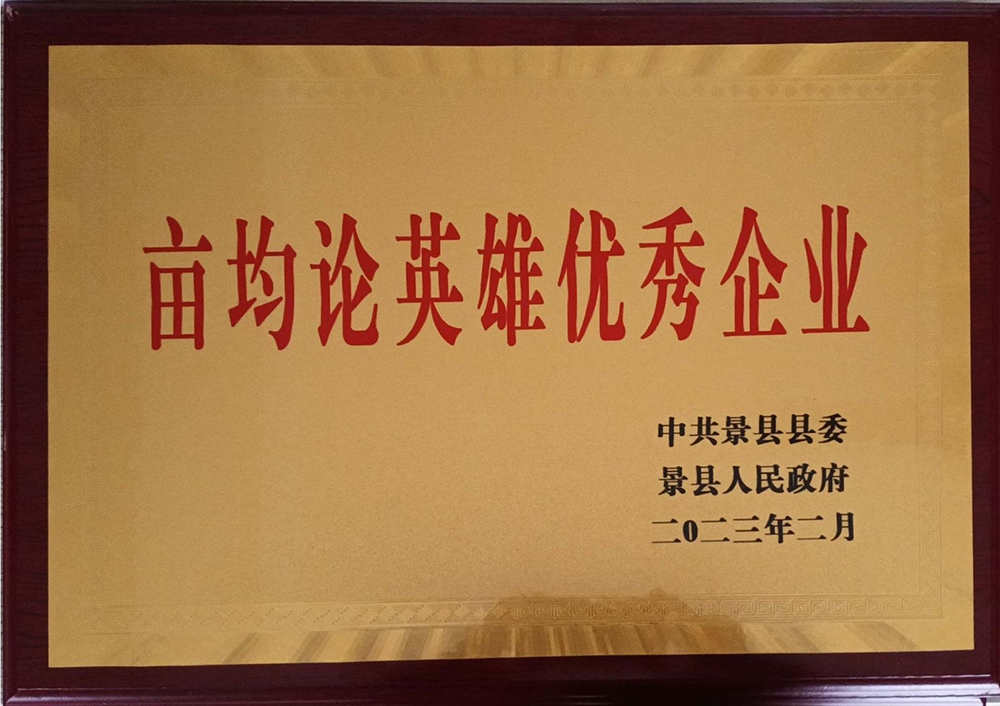 亩均论英雄优秀企业
中共景县县委
景县人民政府
二0二三年二月